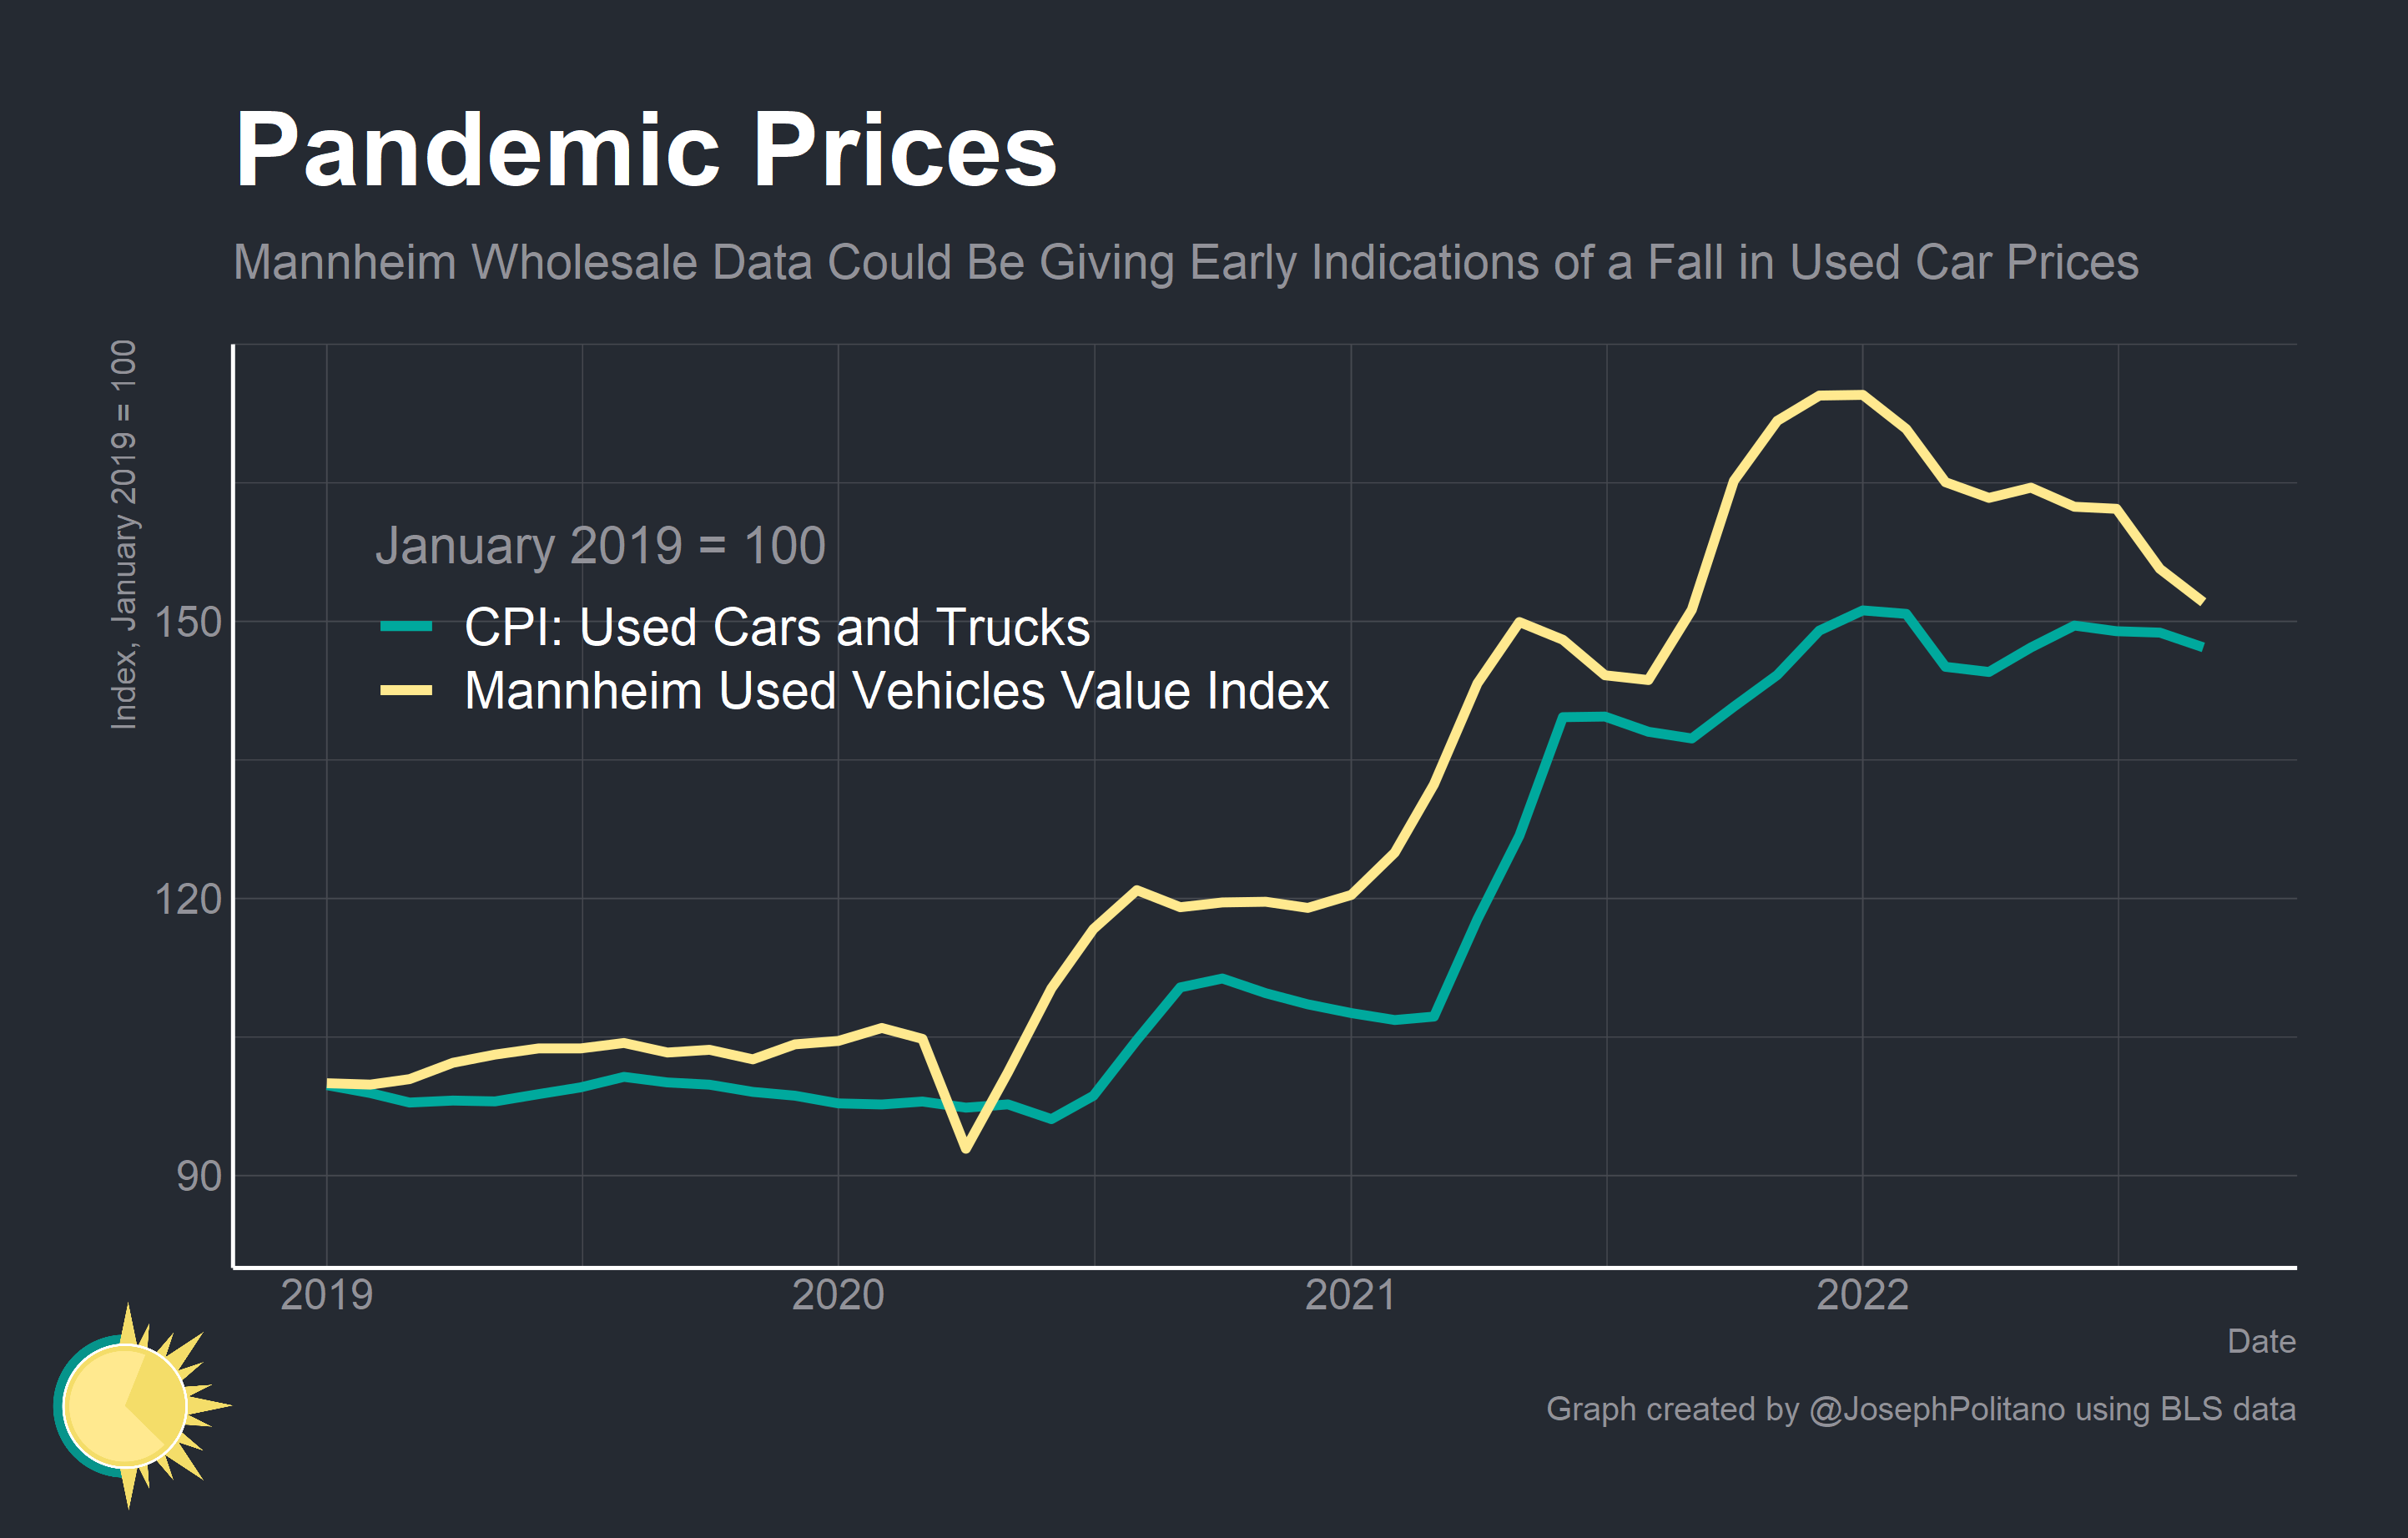 Pandemic Prices
Mannheim Wholesale Data Could Be Giving Early Indications of a Fall in Used Car Prices
Index, January 2019 = 100
January 2019 = 100
CPI: Used Cars and Trucks
Mannheim Used Vehicles Value Index
150
120
90
2019
2020
2021
2022
Date
Graph created by @JosephPolitano using BLS data